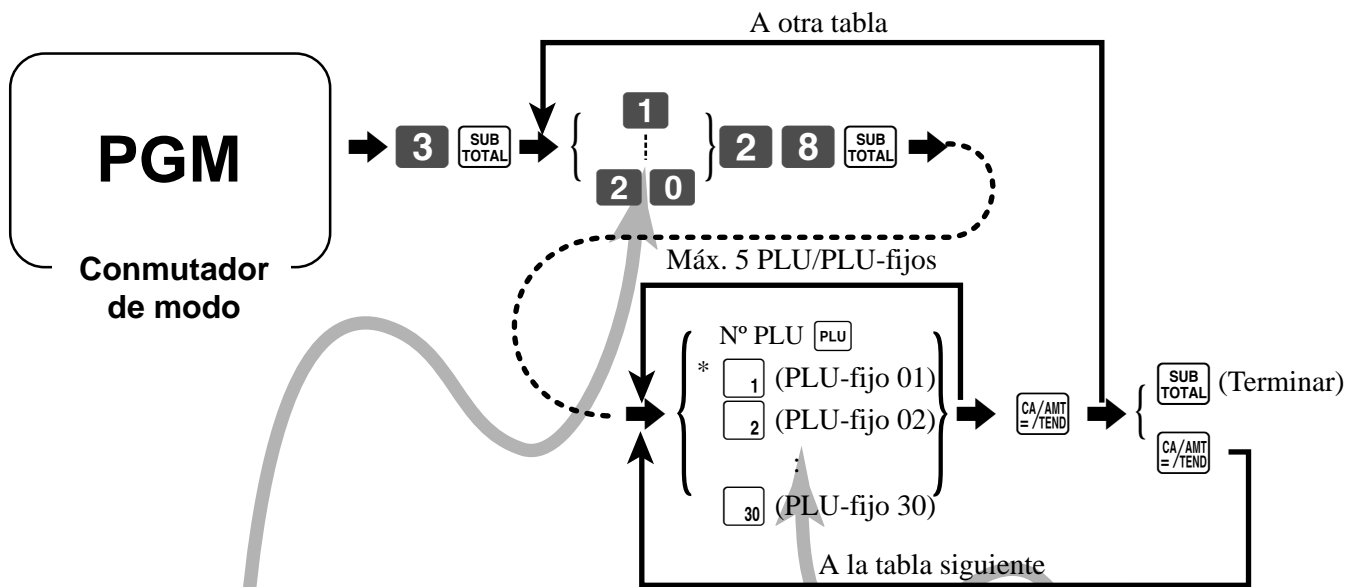 A otra tabla
PGM
Conmutador
de modo
3 SUB TOTAL
1
2 0
2 8 SUB TOTAL
Máx. 5 PLU/PLU-fijos
Nº PLU PLU
* 1 (PLU-fijo 01)
2 (PLU-fijo 02)
30 (PLU-fijo 30)
CA/AMT = /TEND
SUB TOTAL (Terminar)
CA/AMT = /TEND
A la tabla siguiente